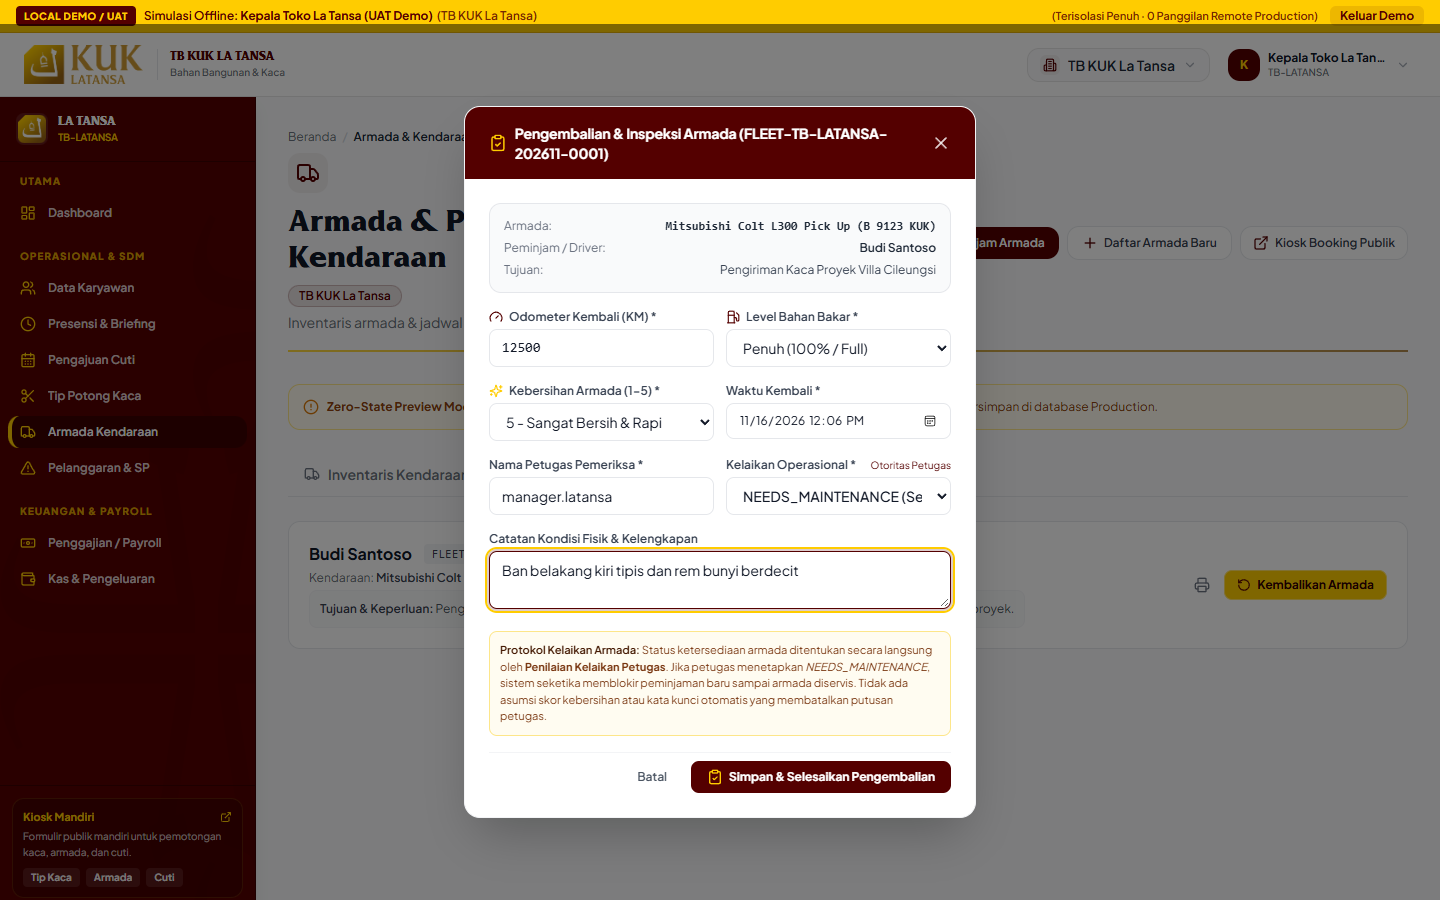 LOCAL DEMO / UAT
Simulasi Offline: Kepala Toko La Tansa (UAT Demo) (TB KUK La Tansa)
(Terisolasi Penuh · 0 Panggilan Remote Production)
Keluar Demo
KUK
LATANSA
TB KUK LA TANSA
Bahan Bangunan & Kaca
TB KUK La Tansa
K
Kepala Toko La Tan...
TB-LATANSA
LA TANSA
TB-LATANSA
UTAMA
Dashboard
OPERASIONAL & SDM
Data Karyawan
Presensi & Briefing
Pengajuan Cuti
Tip Potong Kaca
Armada Kendaraan
Pelanggaran & SP
KEUANGAN & PAYROLL
Penggajian / Payroll
Kas & Pengeluaran
Kiosk Mandiri
Formulir publik mandiri untuk pemotongan
kaca, armada, dan cuti.
Tip Kaca
Armada
Cuti
Beranda / Armada & Kendaraa
Armada & P
Kendaraan
TB KUK La Tansa
Inventaris armada & jadwal
jam Armada
Daftar Armada Baru
Kiosk Booking Publik
Zero-State Preview Mo
rsimpan di database Production.
Inventaris Kendaraan
Budi Santoso
FLEET
Kendaraan: Mitsubishi Colt
Tujuan & Keperluan: Peng
proyek.
Kembalikan Armada
Pengembalian & Inspeksi Armada (FLEET-TB-LATANSA-
202611-0001)
Armada:
Mitsubishi Colt L300 Pick Up (B 9123 KUK)
Peminjam / Driver:
Budi Santoso
Tujuan:
Pengiriman Kaca Proyek Villa Cileungsi
Odometer Kembali (KM) *
Level Bahan Bakar *
12500
Penuh (100% / Full)
Kebersihan Armada (1-5) *
Waktu Kembali *
5 - Sangat Bersih & Rapi
11/16/2026 12:06 PM
Nama Petugas Pemeriksa *
Kelaikan Operasional *
Otoritas Petugas
manager.latansa
NEEDS_MAINTENANCE (Se
Catatan Kondisi Fisik & Kelengkapan
Ban belakang kiri tipis dan rem bunyi berdecit
Protokol Kelaikan Armada: Status ketersediaan armada ditentukan secara langsung
oleh Penilaian Kelaikan Petugas. Jika petugas menetapkan NEEDS_MAINTENANCE,
sistem seketika memblokir peminjaman baru sampai armada diservis. Tidak ada
asumsi skor kebersihan atau kata kunci otomatis yang membatalkan putusan
petugas.
Batal
Simpan & Selesaikan Pengembalian